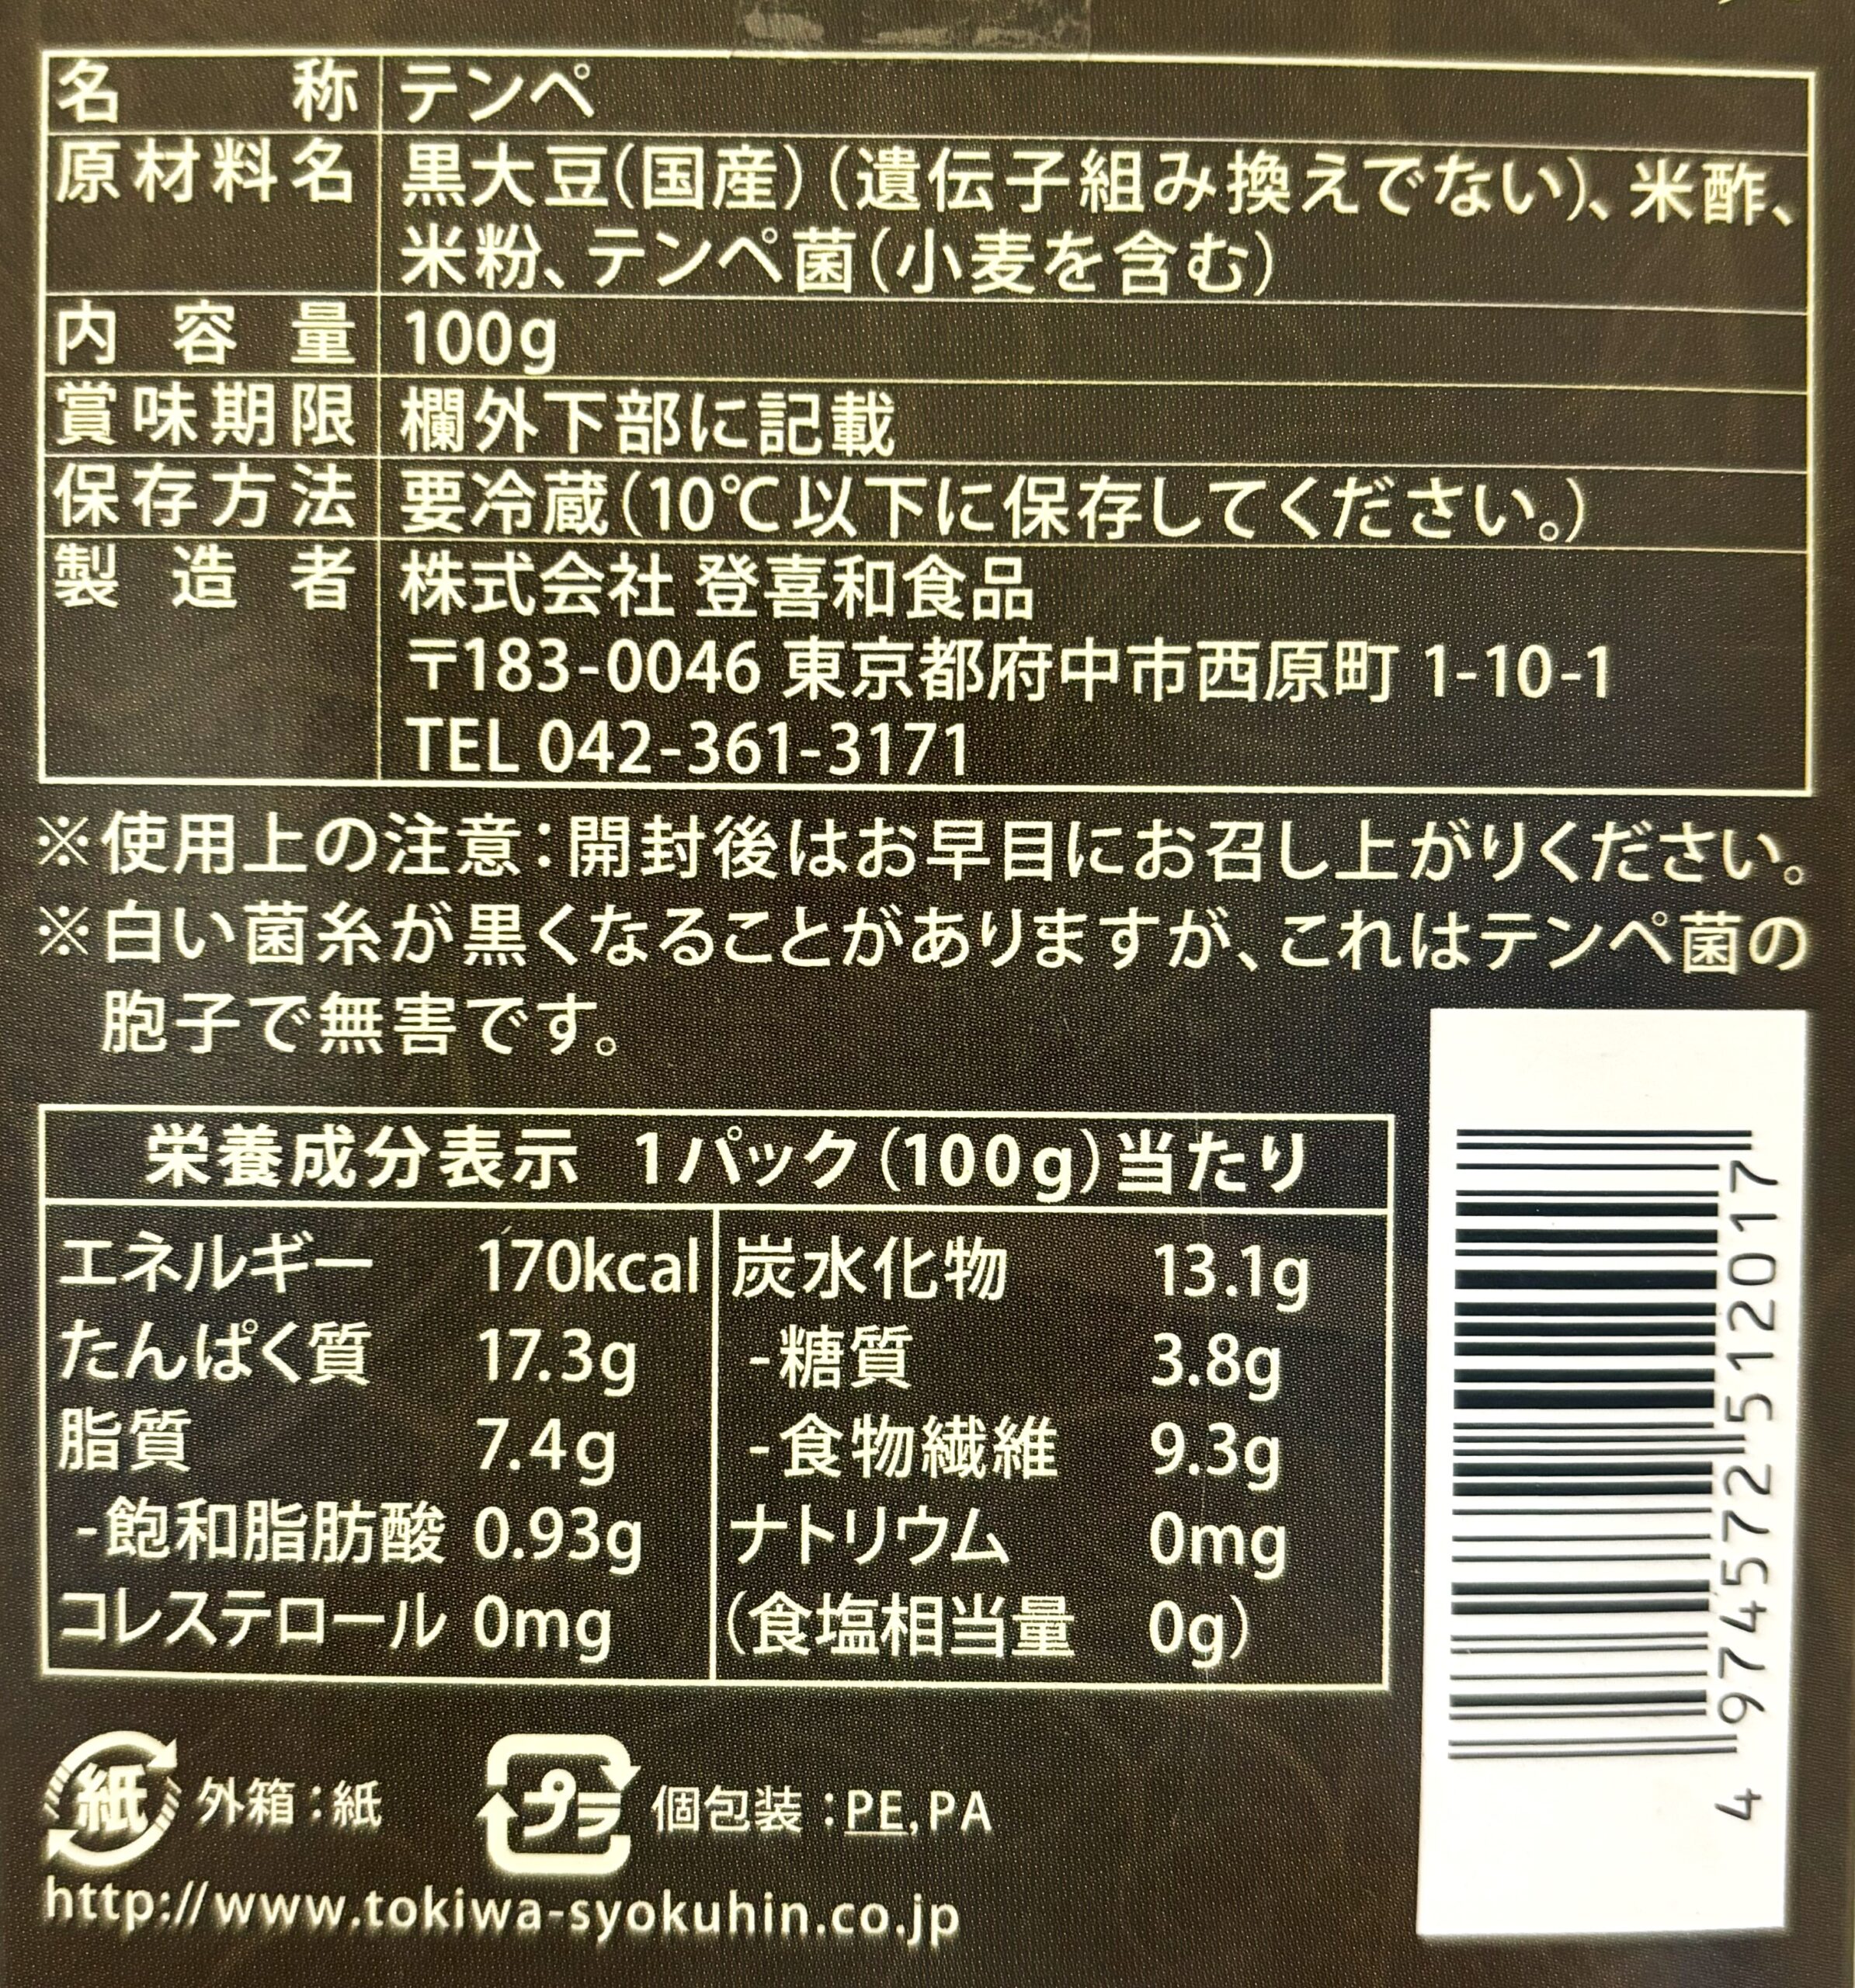 名称 テンペ
原材料名 黒大豆(国産)(遺伝子組み換えでない)、米酢、
米粉、テンペ菌(小麦を含む)
内容量 100g
賞味期限 欄外下部に記載
保存方法 要冷蔵(10℃以下に保存してください。)
製造者 株式会社 登喜和食品
〒183-0046 東京都府中市西原町 1-10-1
TEL 042-361-3171
※使用上の注意:開封後はお早目にお召し上がりください。
※白い菌糸が黒くなることがありますが、これはテンペ菌の
胞子で無害です。
栄養成分表示 1パック(100g)当たり
エネルギー 170kcal 炭水化物 13.1g
たんぱく質 17.3g -糖質 3.8g
脂質 7.4g -食物繊維 9.3g
-飽和脂肪酸 0.93g ナトリウム 0mg
コレステロール 0mg (食塩相当量 0g)
4 974572 512017
紙 外箱:紙 プラ 個包装:PE,PA
http://www.tokiwa-syokuhin.co.jp